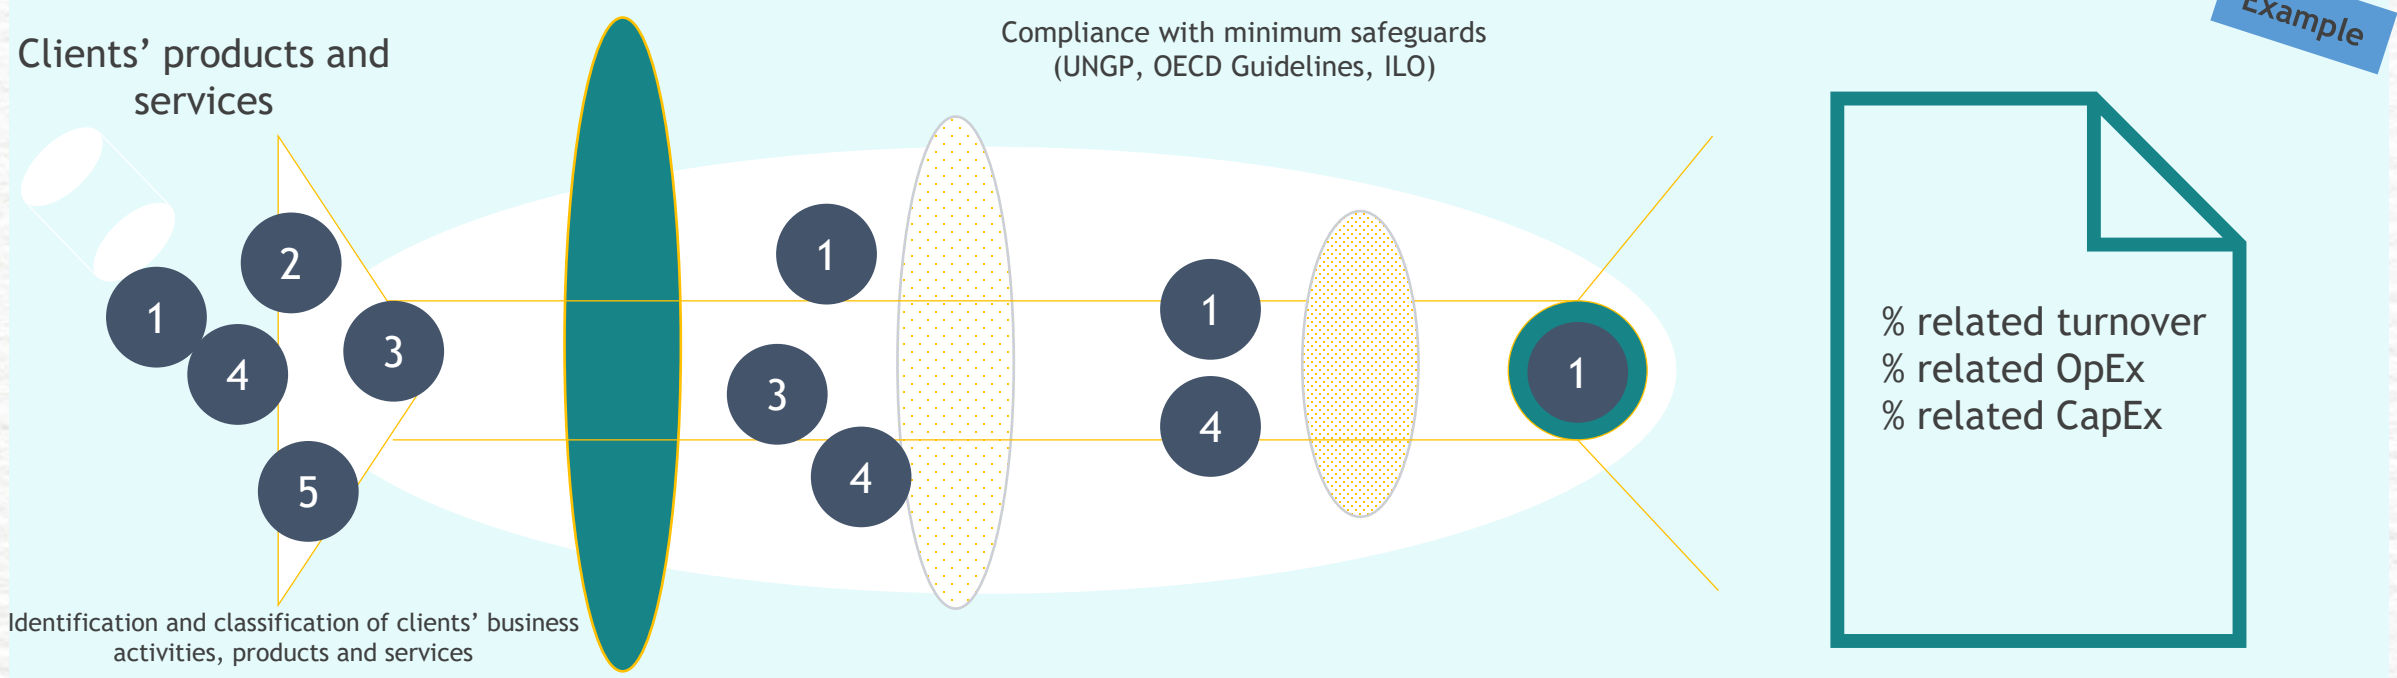 Example
Compliance with minimum safeguards
(UNGP, OECD Guidelines, ILO)
Clients’ products and
services
2
1
4
3
5
1
3
4
1
4
1
% related turnover
% related OpEx
% related CapEx
Identification and classification of clients’ business
activities, products and services